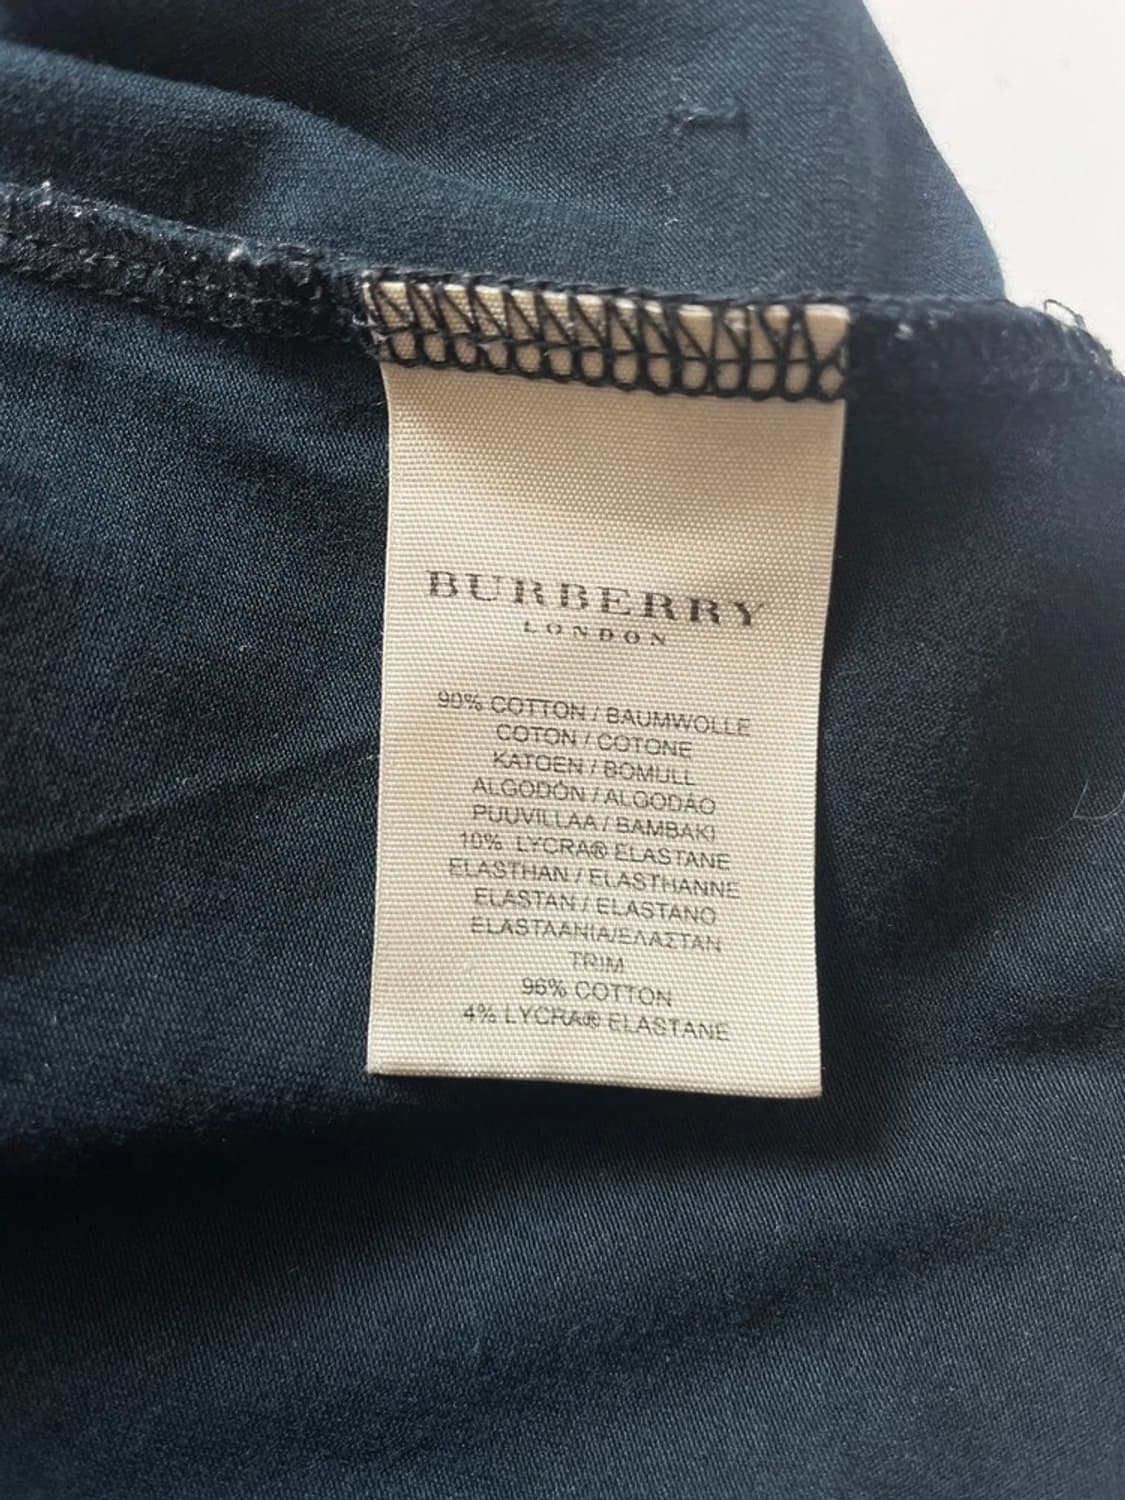 BURBERRY
LONDON
90% COTTON / BAUMWOLLE
COTON / COTONE
KATOEN / BOMULL
ALGODÓN / ALGODÃO
PUUVILLAA / BAMBAKI
10% LYCRA® ELASTANE
ELASTHAN / ELASTHANNE
ELASTAN / ELASTANO
ELASTAANIA/ΕΛΑΣΤΑΝ
TRIM
96% COTTON
4% LYCRA® ELASTANE